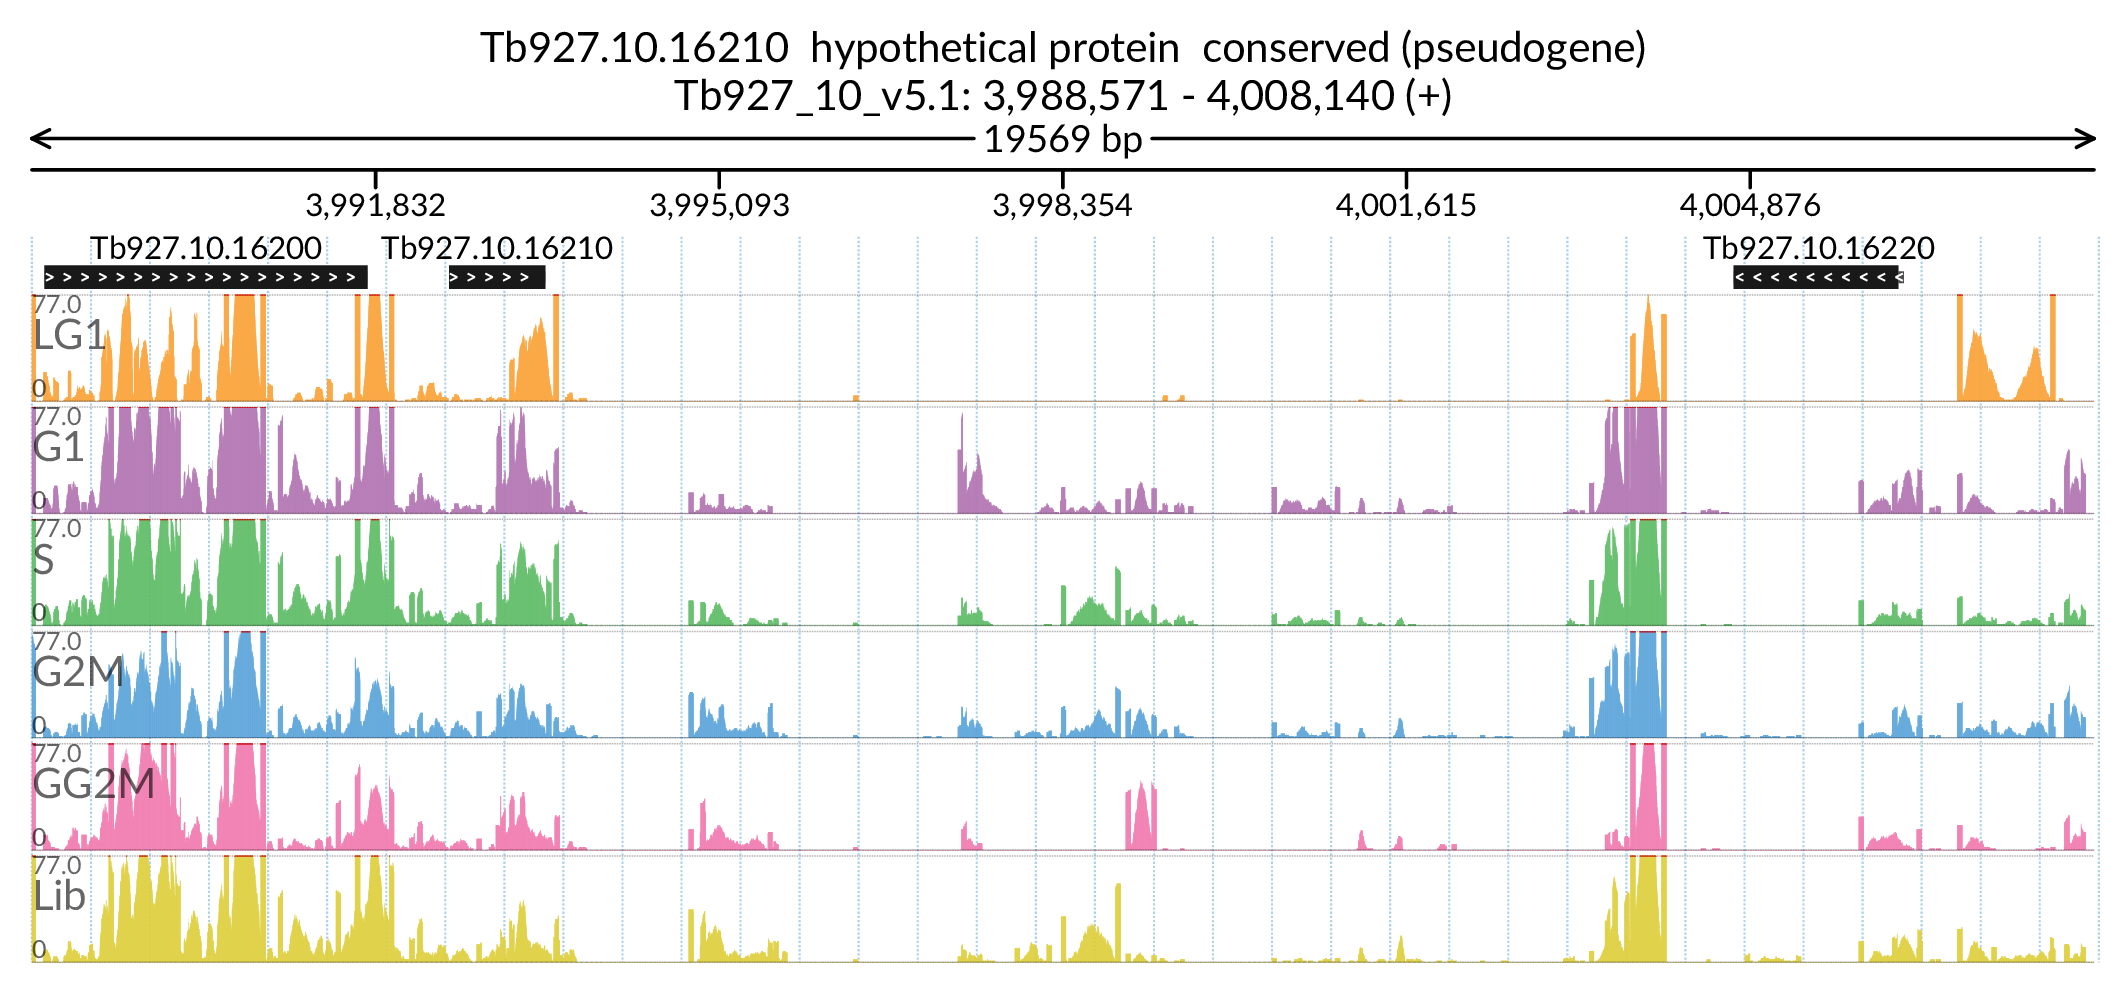 Tb927.10.16210 hypothetical protein conserved (pseudogene)
Tb927_10_v5.1: 3,988,571 - 4,008,140 (+)
19569 bp
3,991,832 3,995,093 3,998,354 4,001,615 4,004,876
Tb927.10.16200 Tb927.10.16210 Tb927.10.16220
77.0
LG1
0
77.0
G1
0
77.0
S
0
77.0
G2M
0
77.0
GG2M
0
77.0
Lib
0